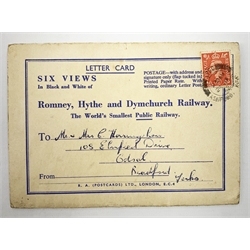 LETTER CARD
SIX VIEWS
In Black and White of
POSTAGE—with address and
signature only (flap tucked in)
Printed Paper Rate. With
writing, ordinary Letter Post
Romney, Hythe and Dymchurch Railway.
The World's Smallest Public Railway.
To Mr & Mrs C
105
Drive
From
Yorks
R. A. (POSTCARDS) LTD., LONDON, E.C.4